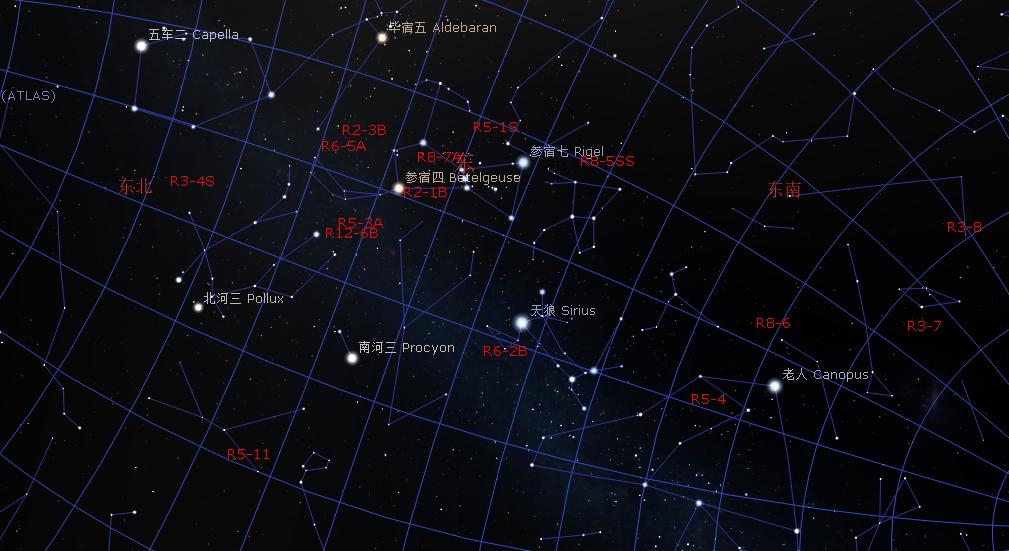 五车二 Capella
毕宿五 Aldebaran
(ATLAS)
R2-3B
R5-1S
R6-5A
R8-7A
东
参宿七 Rigel
R8-5SS
参宿四 Betelgeuse
东北
R3-4S
R2-1B
东南
R5-3A
R12-6B
R3-8
北河三 Pollux
天狼 Sirius
R8-6
R3-7
南河三 Procyon
R6-2B
老人 Canopus
R5-4
R5-11